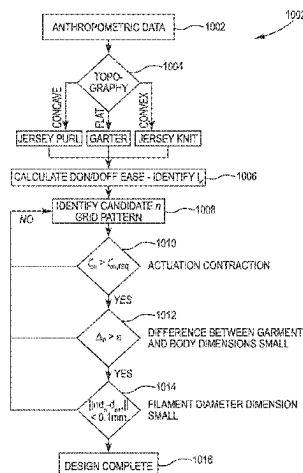 1002
ANTHROPOMETRIC DATA
1002
TOPO-
GRAPHY
1004
CONCAVE
FLAT
CONVEX
JERSEY PURL
GARTER
JERSEY KNIT
CALCULATE DON/DOFF EASE - IDENTIFY
1006
NO
IDENTIFY CANDIDATE n
GRID PATTERN
1008
1010
ACTUATION CONTRACTION
YES
1012
DIFFERENCE BETWEEN GARMENT
AND BODY DIMENSIONS SMALL
YES
1014
< 0.1mm
FILAMENT DIAMETER DIMENSION
SMALL
YES
DESIGN COMPLETE
1016